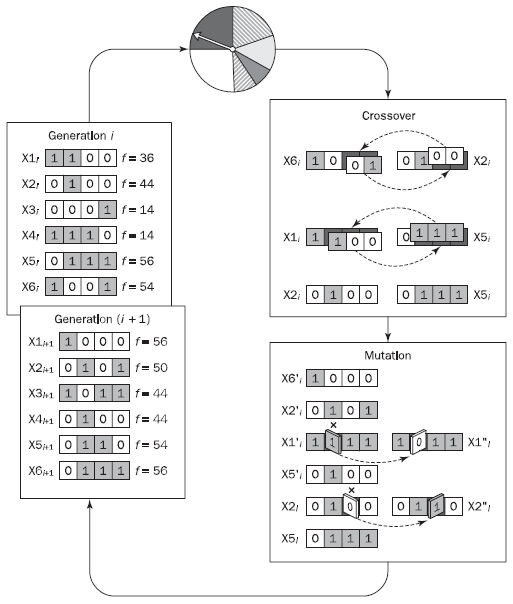 Generation i
X1i 1 1 0 0 f = 36
X2i 0 1 0 0 f = 44
X3i 0 0 0 1 f = 14
X4i 1 1 1 0 f = 14
X5i 0 1 1 1 f = 56
X6i 1 0 0 1 f = 54
Generation (i + 1)
X1i+1 1 0 0 0 f = 56
X2i+1 0 1 0 1 f = 50
X3i+1 1 0 1 1 f = 44
X4i+1 0 1 0 0 f = 44
X5i+1 0 1 1 0 f = 54
X6i+1 0 1 1 1 f = 56
Crossover
X6i 1 0 0 1 0 1 0 0 X2i
X1i 1 1 0 0 0 1 1 1 X5i
X2i 0 1 0 0 0 1 1 1 X5i
Mutation
X6'i 1 0 0 0
X2'i 0 1 0 1
×
X1'i 1 1 1 1 1 0 1 1 X1"i
X5'i 0 1 0 0
×
X2i 0 1 0 0 0 1 1 0 X2"i
X5i 0 1 1 1